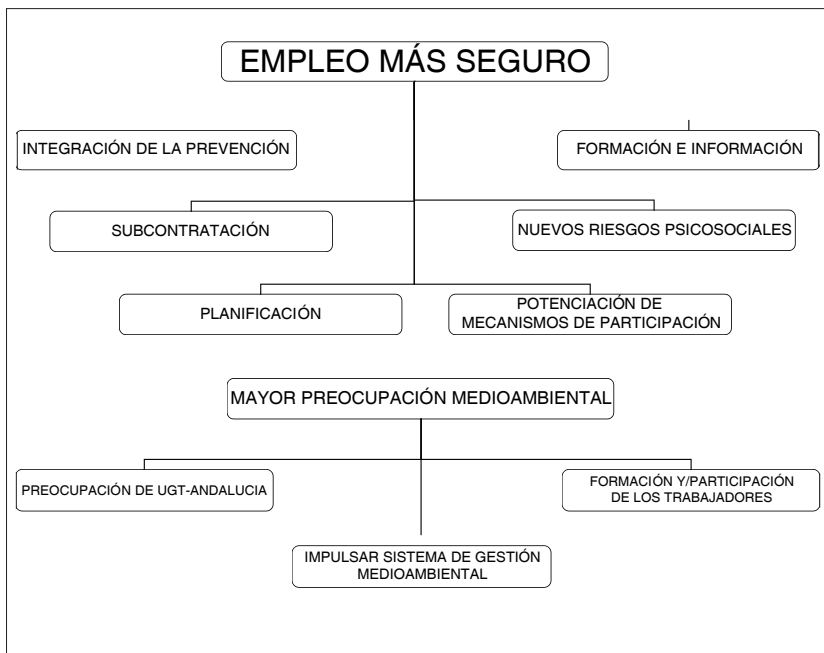 EMPLEO MÁS SEGURO
INTEGRACIÓN DE LA PREVENCIÓN
FORMACIÓN E INFORMACIÓN
SUBCONTRATACIÓN
NUEVOS RIESGOS PSICOSOCIALES
PLANIFICACIÓN
POTENCIACIÓN DE
MECANISMOS DE PARTICIPACIÓN
MAYOR PREOCUPACIÓN MEDIOAMBIENTAL
PREOCUPACIÓN DE UGT-ANDALUCIA
FORMACIÓN Y/PARTICIPACIÓN
DE LOS TRABAJADORES
IMPULSAR SISTEMA DE GESTIÓN
MEDIOAMBIENTAL